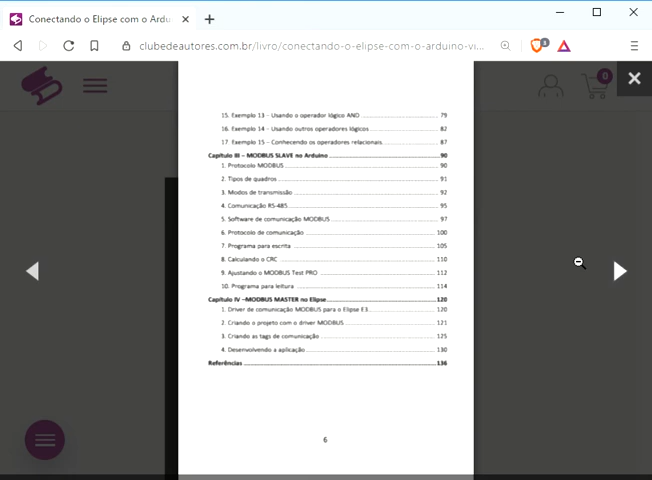 Conectando o Elipse com o Ardu
clubedeautores.com.br/livro/conectando-o-elipse-com-o-arduino-vi...
3
0
15. Exemplo 13 - Usando o operador lógico AND 79
16. Exemplo 14 - Usando outros operadores lógicos 82
17 Exemplo 15 - Conhecendo os operadores relacionais 87
Capítulo III – MODBUS SLAVE no Arduino 90
1. Protocolo MODBUS 90
2. Tipos de quadros 91
3. Modos de transmissão 92
4. Comunicação RS-485 95
5. Software de comunicação MODBUS 97
6. Protocolo de comunicação 100
7. Programa para escrita 105
8. Calculando o CRC 110
9. Ajustando o MODBUS Test PRO 112
10. Programa para leitura 114
Capítulo IV –MODBUS MASTER no Elipse 120
1. Driver de comunicação MODBUS para o Elipse E3 120
2. Criando o projeto com o driver MODBUS 121
3. Criando as tags de comunicação 125
4. Desenvolvendo a aplicação 130
Referências 136
6